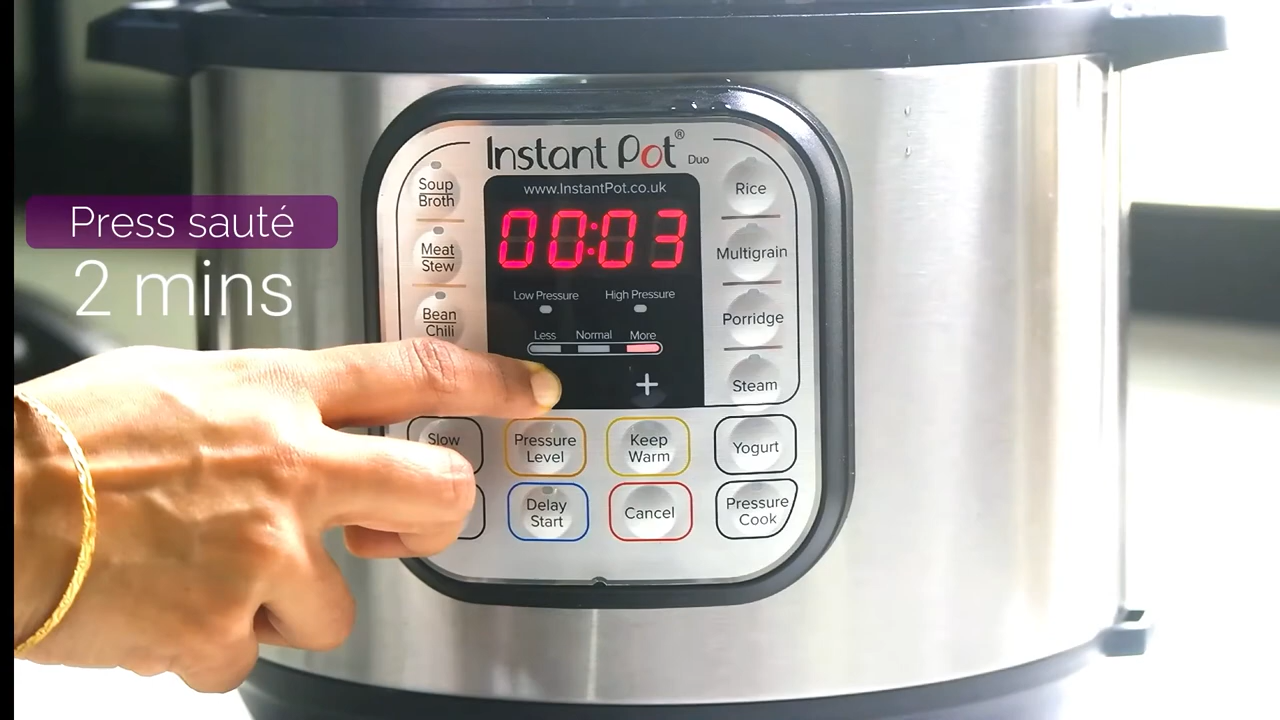 Press sauté
2 mins
Instant Pot® Duo
www.InstantPot.co.uk
00:03
Low Pressure
High Pressure
Less
Normal
More
+
Soup
Broth
Meat
Stew
Bean
Chili
Rice
Multigrain
Porridge
Steam
Slow
Pressure
Level
Keep
Warm
Yogurt
Delay
Start
Cancel
Pressure
Cook